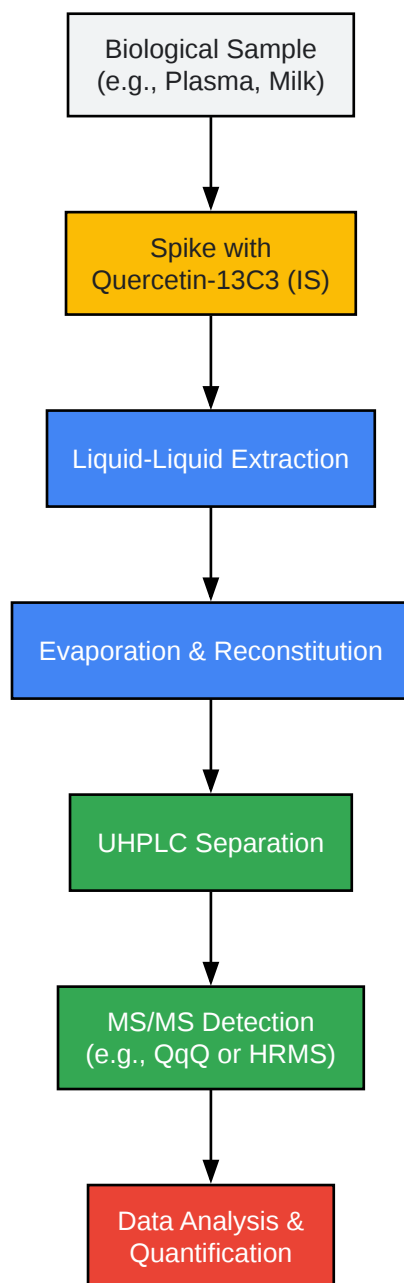 Biological Sample
(e.g., Plasma, Milk)
Spike with
Quercetin-13C3 (IS)
Liquid-Liquid Extraction
Evaporation & Reconstitution
UHPLC Separation
MS/MS Detection
(e.g., QqQ or HRMS)
Data Analysis &
Quantification